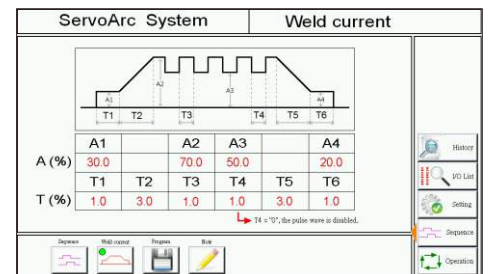 ServoArc System
Weld current
A1
A2
A3
A4
T1 T2 T3 T4 T5 T6
A1 A2 A3 A4
A (%) 30.0 70.0 50.0 20.0
T1 T2 T3 T4 T5 T6
T (%) 1.0 3.0 1.0 1.0 3.0 1.0
T4 = "0", the pulse wave is disabled.
History
I/O List
Setting
Sequence
Operation
Sequence
Weld current
Program
Note